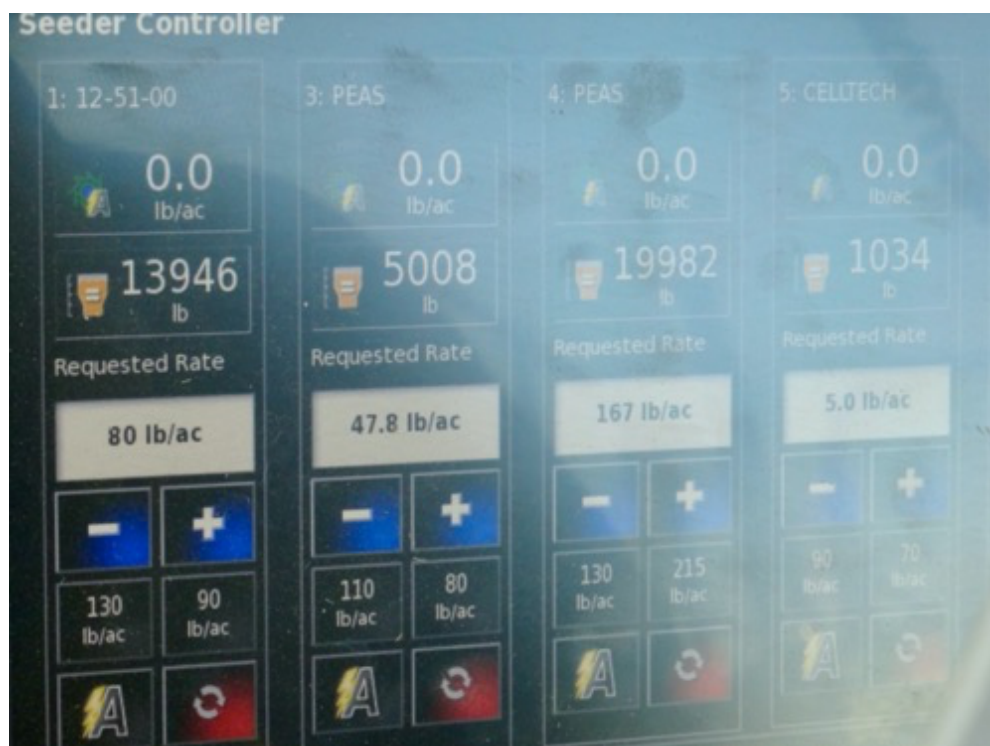 Seeder Controller
1: 12-51-00
0.0
lb/ac
13946
lb
Requested Rate
80 lb/ac
- +
130 lb/ac
90 lb/ac
3: PEAS
0.0
lb/ac
5008
lb
Requested Rate
47.8 lb/ac
- +
110 lb/ac
80 lb/ac
4: PEAS
0.0
lb/ac
19982
lb
Requested Rate
167 lb/ac
- +
130 lb/ac
215 lb/ac
5: CELLTECH
0.0
lb/ac
1034
lb
Requested Rate
5.0 lb/ac
- +
90 lb/ac
70 lb/ac